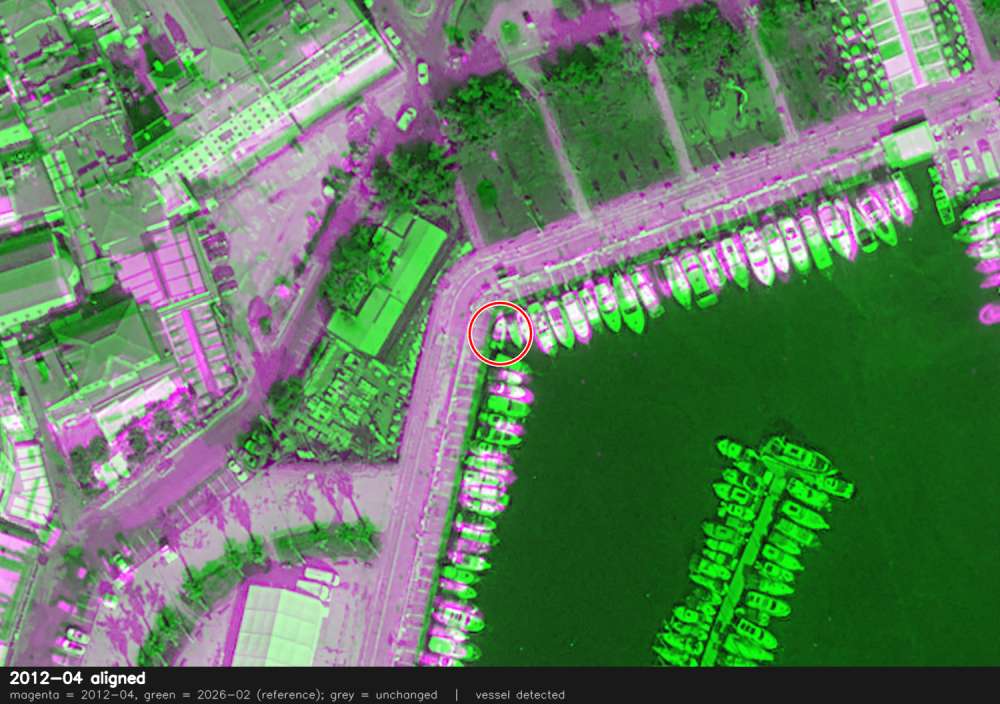 2012-04 aligned
magenta = 2012-04, green = 2026-02 (reference); grey = unchanged | vessel detected